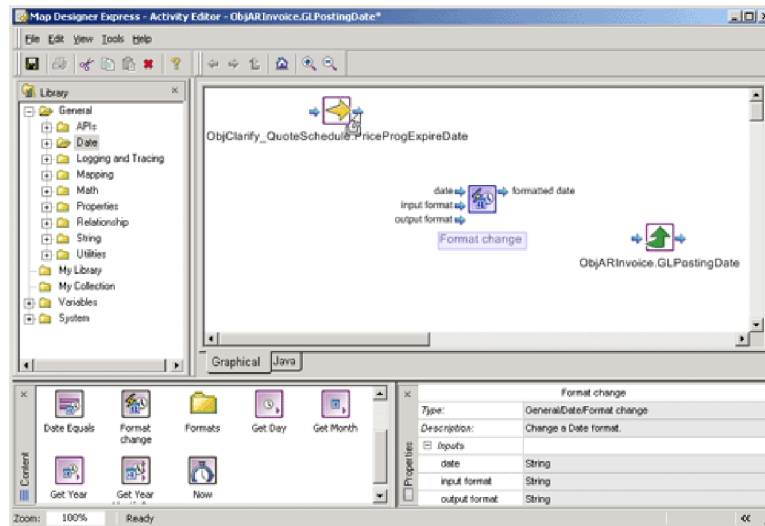 Map Designer Express - Activity Editor - ObjARInvoice.GLPostingDate*
File Edit View Tools Help
Library
General
APIs
Date
Logging and Tracing
Mapping
Math
Properties
Relationship
String
Utilities
My Library
My Collection
Variables
System
ObjClarify_QuoteSchedule.PriceProgExpireDate
date
formatted date
input format
output format
Format change
ObjARInvoice.GLPostingDate
Graphical Java
Content
Date Equals
Format
change
Formats
Get Day
Get Month
Get Year
Get Year
Now
Properties
Format change
Type: General/Date/Format change
Description: Change a Date format.
Inputs
date String
input format String
output format String
Zoom: 100% Ready